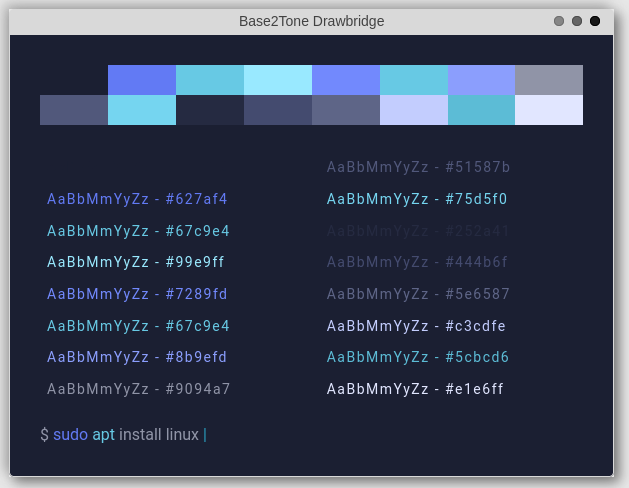 Base2Tone Drawbridge
AaBbMmYyZz - #51587b
AaBbMmYyZz - #627af4
AaBbMmYyZz - #75d5f0
AaBbMmYyZz - #67c9e4
AaBbMmYyZz - #252a41
AaBbMmYyZz - #99e9ff
AaBbMmYyZz - #444b6f
AaBbMmYyZz - #7289fd
AaBbMmYyZz - #5e6587
AaBbMmYyZz - #67c9e4
AaBbMmYyZz - #c3cdfe
AaBbMmYyZz - #8b9efd
AaBbMmYyZz - #5cbcd6
AaBbMmYyZz - #9094a7
AaBbMmYyZz - #e1e6ff
$ sudo apt install linux |